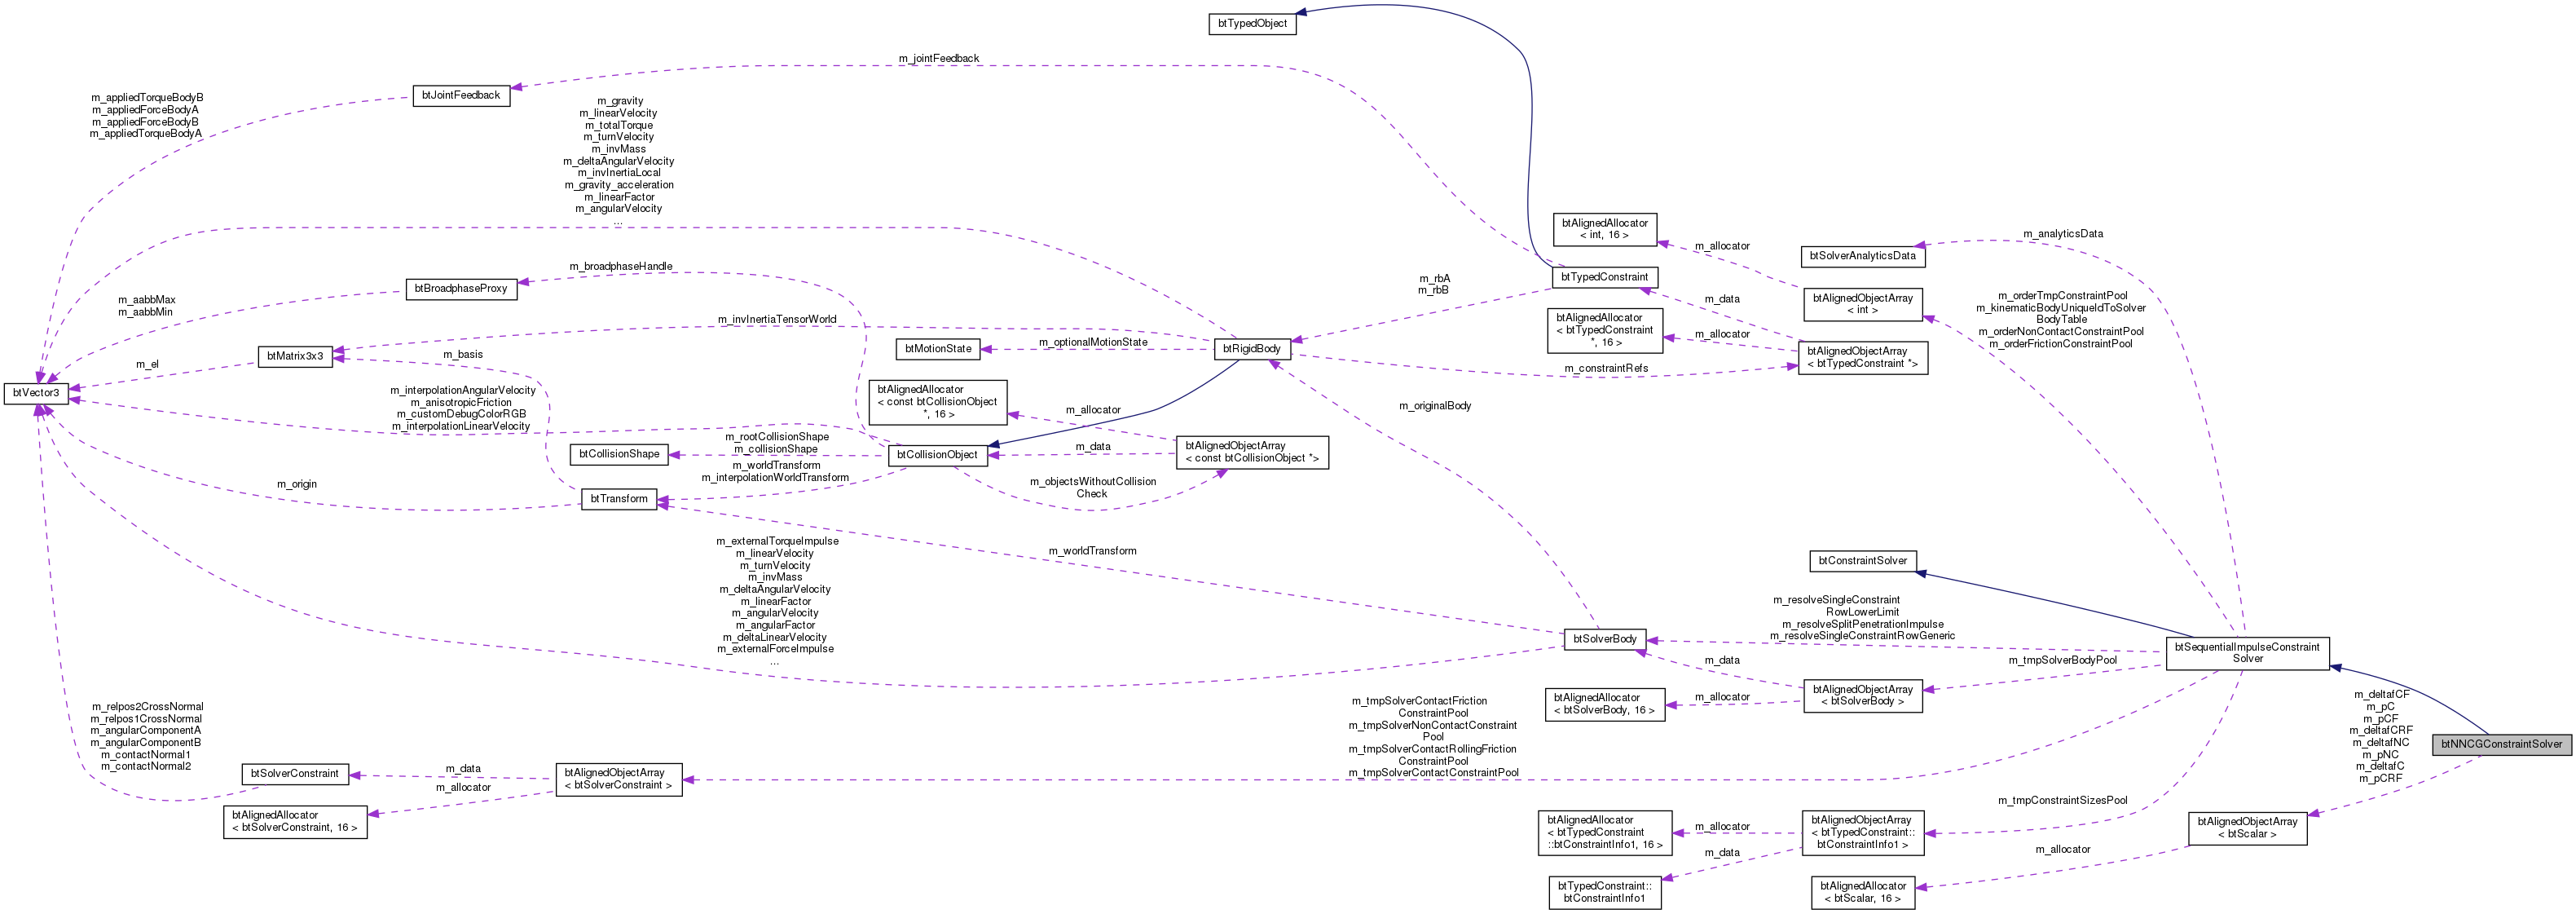 btTypedObject
m_jointFeedback
btJointFeedback
m_appliedTorqueBodyB
m_appliedForceBodyA
m_appliedForceBodyB
m_appliedTorqueBodyA
m_gravity
m_linearVelocity
m_totalTorque
m_turnVelocity
m_invMass
m_deltaAngularVelocity
m_invInertiaLocal
m_gravity_acceleration
m_linearFactor
m_angularVelocity
...
btAlignedAllocator
< int, 16 >
m_allocator
m_analyticsData
btSolverAnalyticsData
m_broadphaseHandle
btBroadphaseProxy
btTypedConstraint
m_rbA
m_rbB
m_aabbMax
m_aabbMin
m_data
btAlignedObjectArray
< int >
m_orderTmpConstraintPool
m_kinematicBodyUniqueIdToSolver
BodyTable
m_orderNonContactConstraintPool
m_orderFrictionConstraintPool
m_invInertiaTensorWorld
btAlignedAllocator
< btTypedConstraint
*, 16 >
m_allocator
btMatrix3x3
m_basis
btMotionState
m_optionalMotionState
btRigidBody
m_constraintRefs
btAlignedObjectArray
< btTypedConstraint *>
m_el
btVector3
m_interpolationAngularVelocity
m_anisotropicFriction
m_customDebugColorRGB
m_interpolationLinearVelocity
btAlignedAllocator
< const btCollisionObject
*, 16 >
m_allocator
m_originalBody
m_rootCollisionShape
m_collisionShape
btCollisionShape
btCollisionObject
m_data
btAlignedObjectArray
< const btCollisionObject *>
m_worldTransform
m_interpolationWorldTransform
m_origin
btTransform
m_objectsWithoutCollision
Check
m_externalTorqueImpulse
m_linearVelocity
m_turnVelocity
m_invMass
m_deltaAngularVelocity
m_linearFactor
m_angularVelocity
m_angularFactor
m_deltaLinearVelocity
m_externalForceImpulse
...
m_worldTransform
btConstraintSolver
m_resolveSingleConstraint
RowLowerLimit
m_resolveSplitPenetrationImpulse
m_resolveSingleConstraintRowGeneric
btSolverBody
btSequentialImpulseConstraint
Solver
m_data
m_tmpSolverBodyPool
btAlignedAllocator
< btSolverBody, 16 >
m_allocator
btAlignedObjectArray
< btSolverBody >
m_deltafCF
m_pC
m_pCF
m_deltafCRF
m_deltafNC
m_pNC
m_deltafC
m_pCRF
btNNCGConstraintSolver
m_tmpSolverContactFriction
ConstraintPool
m_tmpSolverNonContactConstraint
Pool
m_tmpSolverContactRollingFriction
ConstraintPool
m_tmpSolverContactConstraintPool
m_relpos2CrossNormal
m_relpos1CrossNormal
m_angularComponentA
m_angularComponentB
m_contactNormal1
m_contactNormal2
btSolverConstraint
m_data
m_allocator
btAlignedObjectArray
< btSolverConstraint >
btAlignedAllocator
< btSolverConstraint, 16 >
m_tmpConstraintSizesPool
btAlignedAllocator
< btTypedConstraint
::btConstraintInfo1, 16 >
m_allocator
m_data
btAlignedObjectArray
< btTypedConstraint::
btConstraintInfo1 >
btAlignedObjectArray
< btScalar >
m_allocator
btTypedConstraint::
btConstraintInfo1
btAlignedAllocator
< btScalar, 16 >